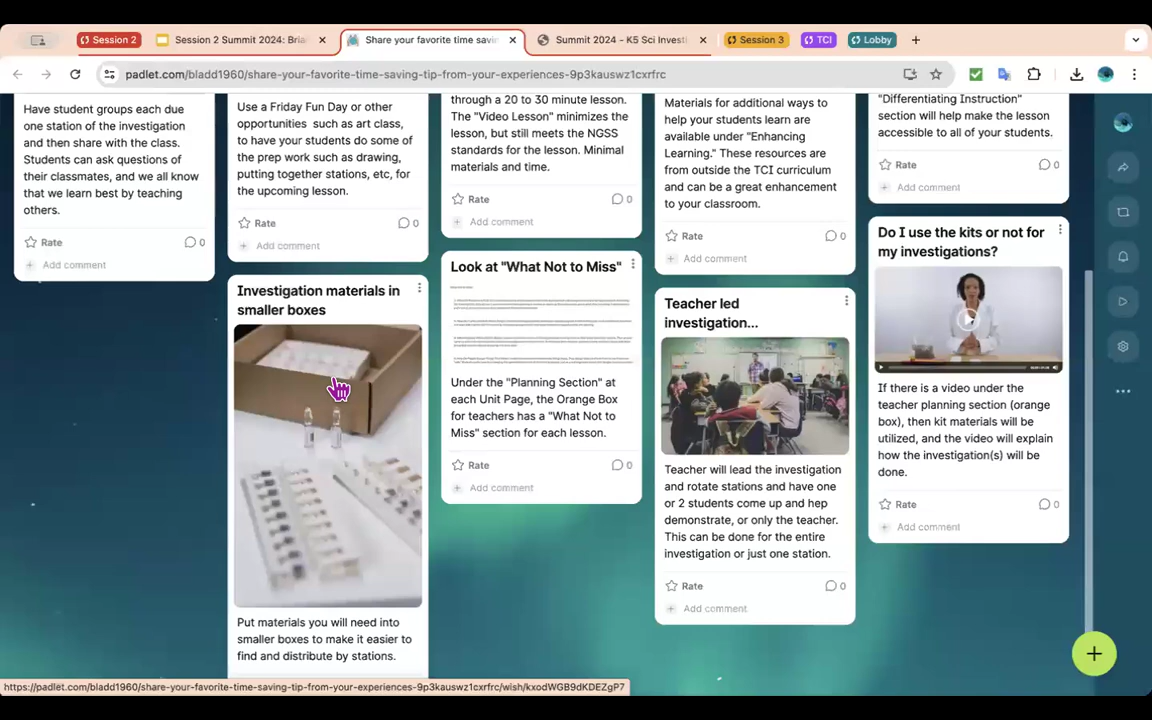 Session 2
Session 2 Summit 2024: Bria
Share your favorite time savin
Summit 2024 - K5 Sci Investi
Session 3
TCI
Lobby
padlet.com/bladd1960/share-your-favorite-time-saving-tip-from-your-experiences-9p3kauswz1cxrfrc
Have student groups each due
one station of the investigation
and then share with the class.
Students can ask questions of
their classmates, and we all know
that we learn best by teaching
others.
Rate
0
Add comment
Use a Friday Fun Day or other
opportunities such as art class,
to have your students do some of
the prep work such as drawing,
putting together stations, etc, for
the upcoming lesson.
Rate
0
Add comment
Investigation materials in
smaller boxes
Put materials you will need into
smaller boxes to make it easier to
find and distribute by stations.
through a 20 to 30 minute lesson.
The "Video Lesson" minimizes the
lesson, but still meets the NGSS
standards for the lesson. Minimal
materials and time.
Rate
0
Add comment
Look at "What Not to Miss"
Under the "Planning Section" at
each Unit Page, the Orange Box
for teachers has a "What Not to
Miss" section for each lesson.
Rate
0
Add comment
Materials for additional ways to
help your students learn are
available under "Enhancing
Learning." These resources are
from outside the TCI curriculum
and can be a great enhancement
to your classroom.
Rate
0
Add comment
Teacher led
investigation...
Teacher will lead the investigation
and rotate stations and have one
or 2 students come up and hep
demonstrate, or only the teacher.
This can be done for the entire
investigation or just one station.
Rate
0
Add comment
"Differentiating Instruction"
section will help make the lesson
accessible to all of your students.
Rate
0
Add comment
Do I use the kits or not for
my investigations?
If there is a video under the
teacher planning section (orange
box), then kit materials will be
utilized, and the video will explain
how the investigation(s) will be
done.
Rate
0
Add comment
https://padlet.com/bladd1960/share-your-favorite-time-saving-tip-from-your-experiences-9p3kauswz1cxrfrc/wish/kxodWGB9dKDEZgP7